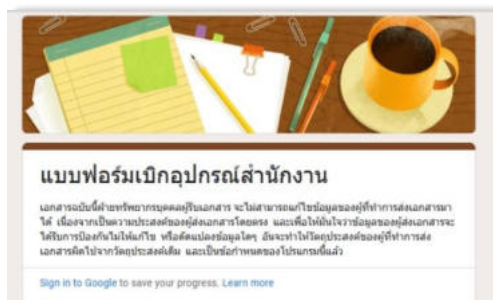 แบบฟอร์มเบิกอุปกรณ์สำนักงาน
เอกสารฉบับนี้ฝ่ายทรัพยากรบุคคลผู้รับเอกสาร จะไม่สามารถแก้ไขข้อมูลของผู้ที่ทำการส่งเอกสารมา
ได้ เนื่องจากเป็นความประสงค์ของผู้ส่งเอกสารโดยตรง และเพื่อให้มั่นใจว่าข้อมูลของผู้ส่งเอกสารจะ
ได้รับการป้องกันไม่ให้แก้ไข หรือดัดแปลงข้อมูลใดๆ อันจะทำให้วัตถุประสงค์ของผู้ที่ทำการส่ง
เอกสารผิดไปจากวัตถุประสงค์เดิม และเป็นข้อกำหนดของโปรแกรมนี้แล้ว
Sign in to Google to save your progress. Learn more